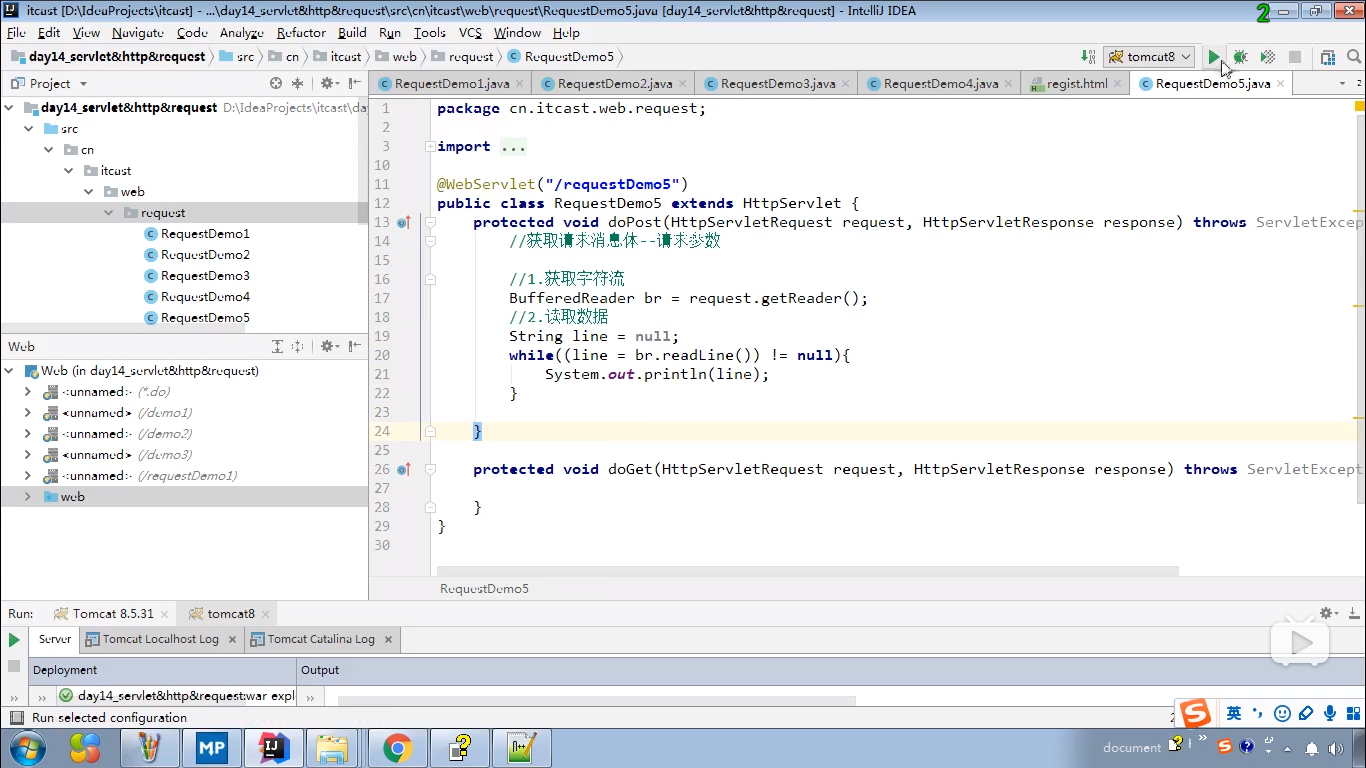 itcast [D:\IdeaProjects\itcast] - ...\day14_servlet&http&request\src\cn\itcast\web\request\RequestDemo5.java [day14_servlet&http&request] - IntelliJ IDEA
2
File Edit View Navigate Code Analyze Refactor Build Run Tools VCS Window Help
day14_servlet&http&request src cn itcast web request RequestDemo5 tomcat8
Project
RequestDemo1.java RequestDemo2.java RequestDemo3.java RequestDemo4.java regist.html RequestDemo5.java
day14_servlet&http&request D:\IdeaProjects\itcast\da
src
cn
itcast
web
request
RequestDemo1
RequestDemo2
RequestDemo3
RequestDemo4
RequestDemo5
Web
Web (in day14_servlet&http&request)
<unnamed> (*.do)
<unnamed> (/demo1)
<unnamed> (/demo2)
<unnamed> (/demo3)
<unnamed> (/requestDemo1)
web
1 package cn.itcast.web.request;
2
3 import ...
10
11 @WebServlet("/requestDemo5")
12 public class RequestDemo5 extends HttpServlet {
13 protected void doPost(HttpServletRequest request, HttpServletResponse response) throws ServletExcep
14 //获取请求消息体--请求参数
15
16 //1.获取字符流
17 BufferedReader br = request.getReader();
18 //2.读取数据
19 String line = null;
20 while((line = br.readLine()) != null){
21 System.out.println(line);
22 }
23
24 }
25
26 protected void doGet(HttpServletRequest request, HttpServletResponse response) throws ServletExcept
27
28 }
29 }
30
RequestDemo5
Run: Tomcat 8.5.31 tomcat8
Server Tomcat Localhost Log Tomcat Catalina Log
Deployment Output
day14_servlet&http&request:war expl
Run selected configuration
英
MP
document